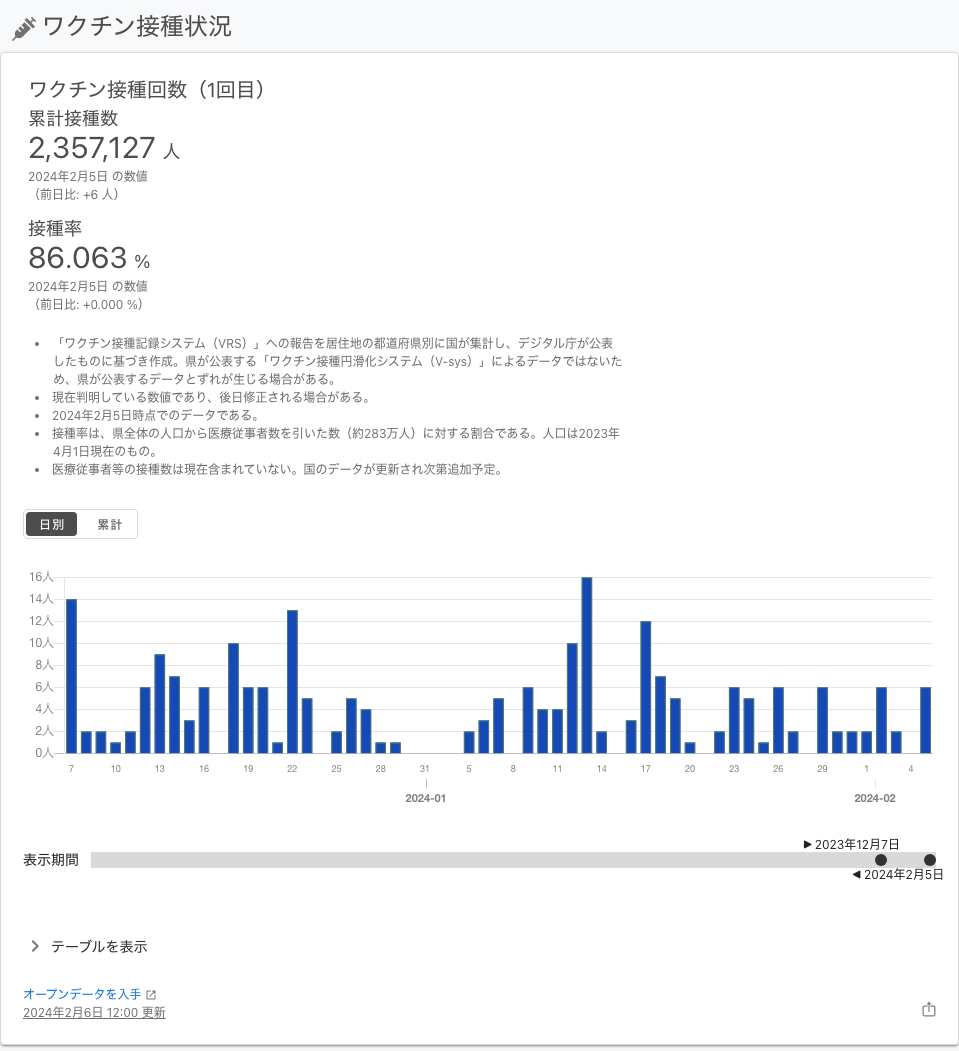 ワクチン接種状況
ワクチン接種回数（1回目）
累計接種数
2,357,127 人
2024年2月5日 の数値
（前日比: +6 人）
接種率
86.063 %
2024年2月5日 の数値
（前日比: +0.000 %）
• 「ワクチン接種記録システム（VRS）」への報告を居住地の都道府県別に国が集計し、デジタル庁が公表
したものに基づき作成。県が公表する「ワクチン接種円滑化システム（V-sys）」によるデータではないた
め、県が公表するデータとずれが生じる場合がある。
• 現在判明している数値であり、後日修正される場合がある。
• 2024年2月5日時点でのデータである。
• 接種率は、県全体の人口から医療従事者数を引いた数（約283万人）に対する割合である。人口は2023年
4月1日現在のもの。
• 医療従事者等の接種数は現在含まれていない。国のデータが更新され次第追加予定。
日別 累計
16人
14人
12人
10人
8人
6人
4人
2人
0人
7 10 13 16 19 22 25 28 31 5 8 11 14 17 20 23 26 29 1 4
2024-01 2024-02
2023年12月7日
表示期間
2024年2月5日
テーブルを表示
オープンデータを入手
2024年2月6日 12:00 更新